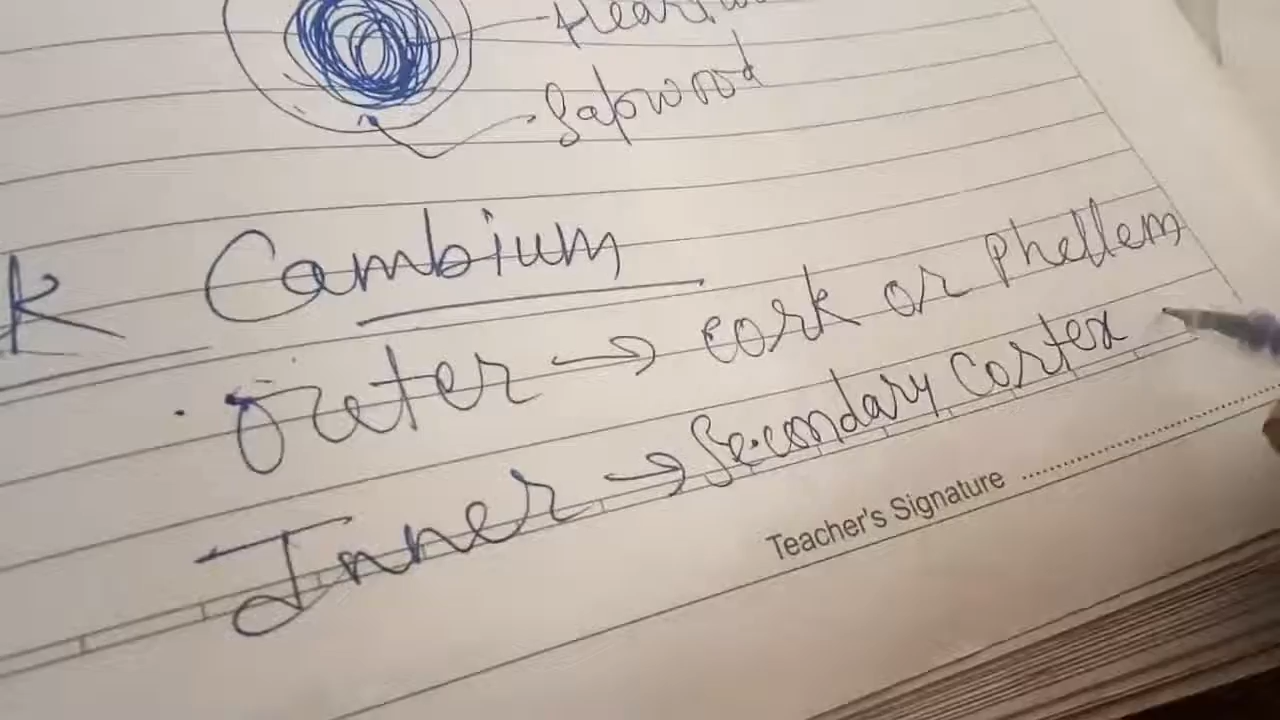 Sapwood
k Cambium
Outer → cork or Phellem
Inner → Secondary Cortex
Teacher's Signature